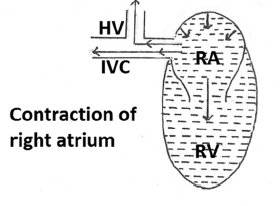 HV
RA
IVC
Contraction of
right atrium
RV